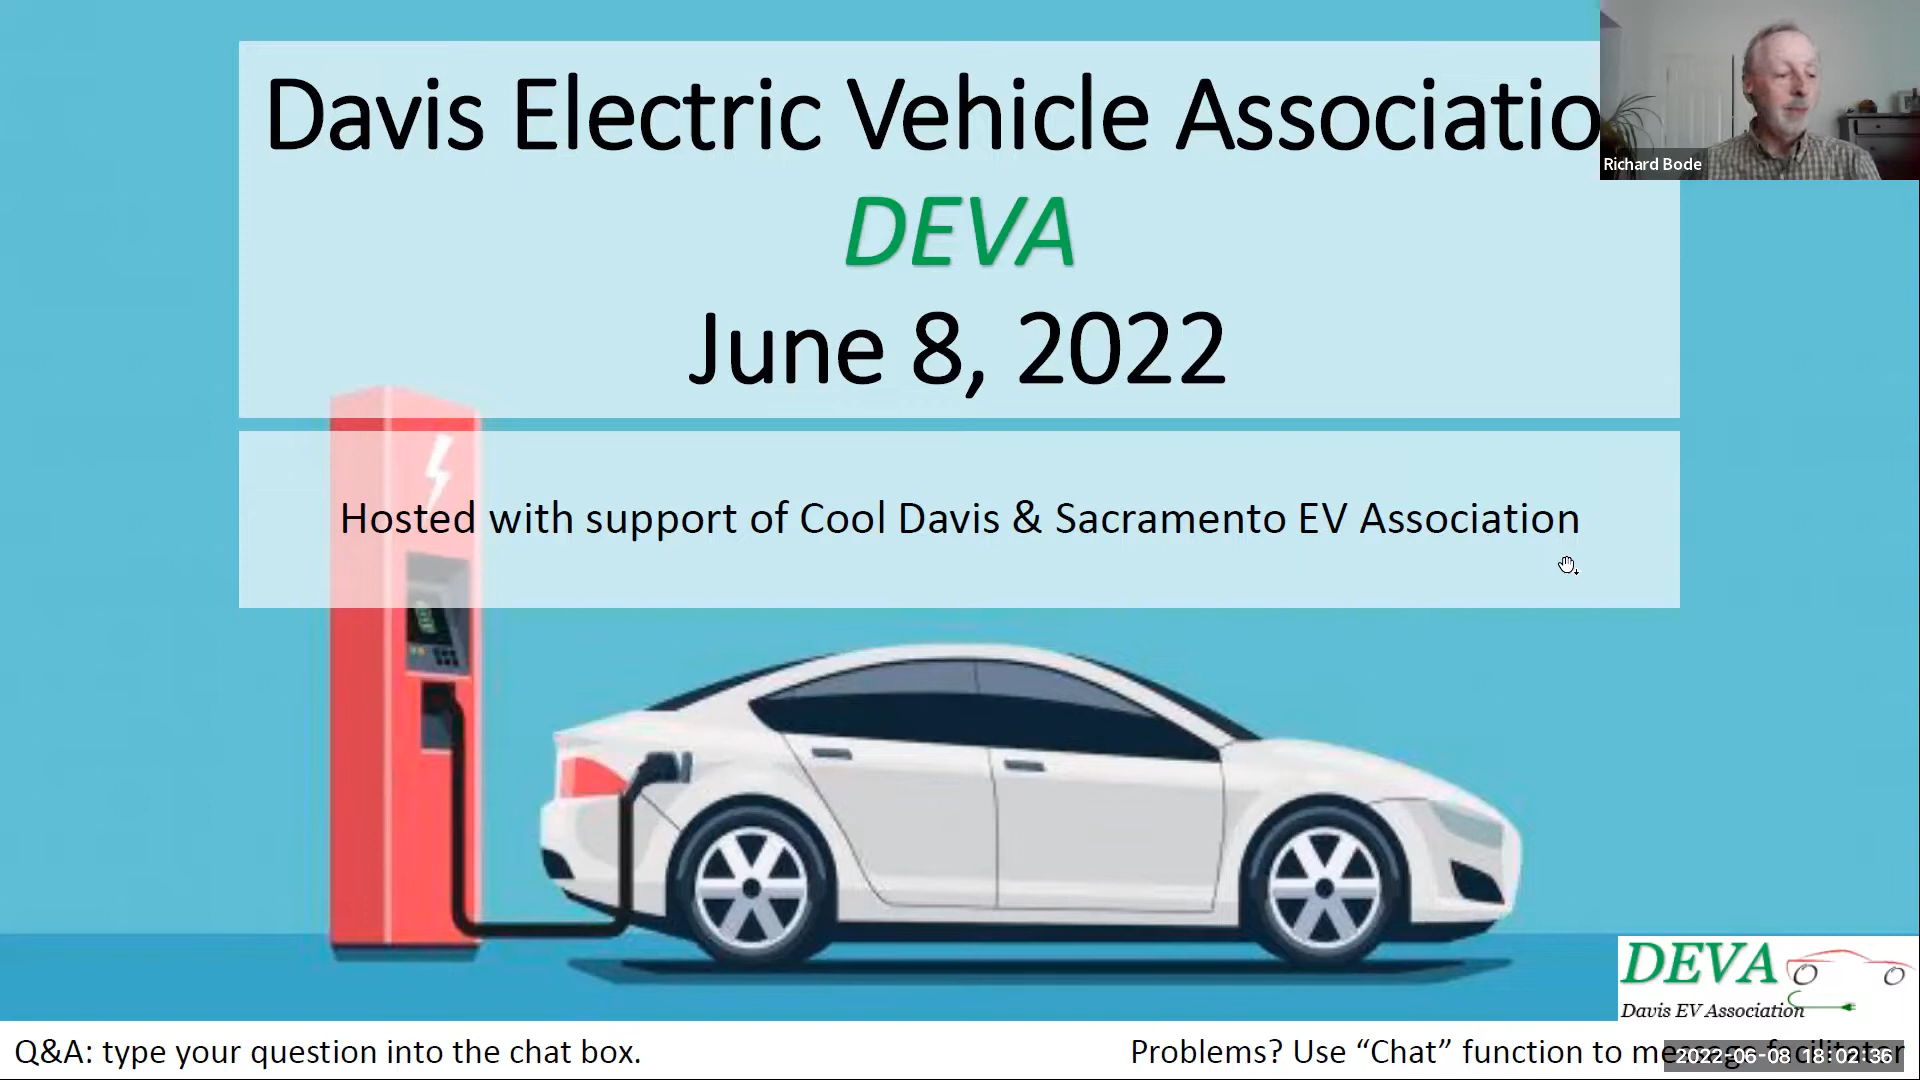 Davis Electric Vehicle Associatio
DEVA
June 8, 2022
Richard Bode
Hosted with support of Cool Davis & Sacramento EV Association
DEVA
Davis EV Association
Q&A: type your question into the chat box.
Problems? Use “Chat” function to message facilitator
2022-06-08 18:02:36